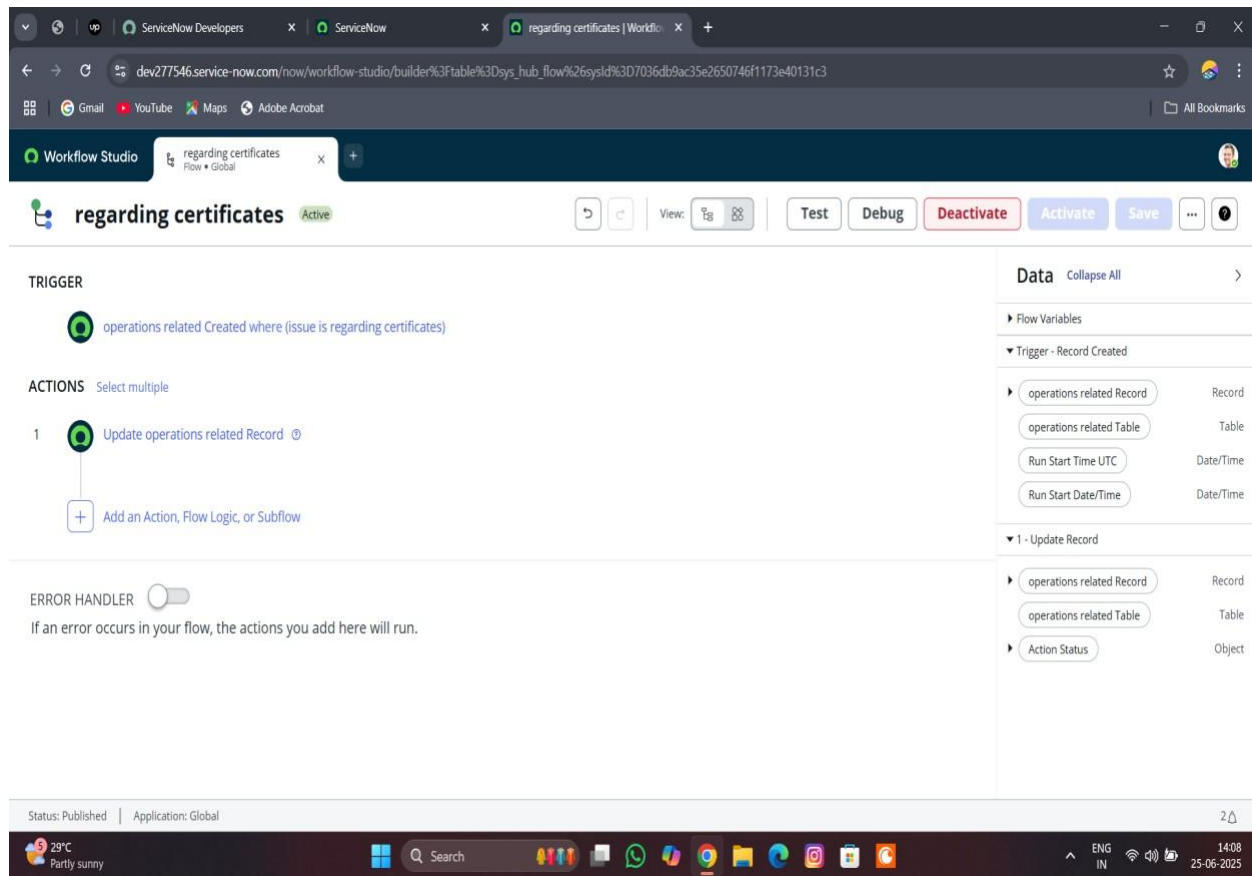 up ServiceNow Developers X ServiceNow X regarding certificates | Workflo X +
dev277546.service-now.com/now/workflow-studio/builder%3Ftable%3Dsys_hub_flow%26sysId%3D7036db9ac35e2650746f1173e40131c3
Gmail YouTube Maps Adobe Acrobat All Bookmarks
Workflow Studio regarding certificates X +
Flow • Global
regarding certificates Active View: Test Debug Deactivate Activate Save ... ?
TRIGGER
operations related Created where (issue is regarding certificates)
ACTIONS Select multiple
1 Update operations related Record ?
+ Add an Action, Flow Logic, or Subflow
ERROR HANDLER
If an error occurs in your flow, the actions you add here will run.
Data Collapse All
Flow Variables
Trigger - Record Created
operations related Record Record
operations related Table Table
Run Start Time UTC Date/Time
Run Start Date/Time Date/Time
1 - Update Record
operations related Record Record
operations related Table Table
Action Status Object
Status: Published | Application: Global 2
5 29°C Search ENG 14:08
Partly sunny IN 25-06-2025